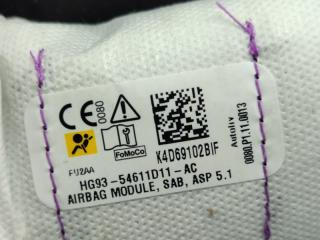 CE
0080
FoMoCo
K4D69102BIF
Autoliv
0080.P1.11.0013
FU2AA
HG93-54611D11-AC
AIRBAG MODULE, SAB, ASP 5.1